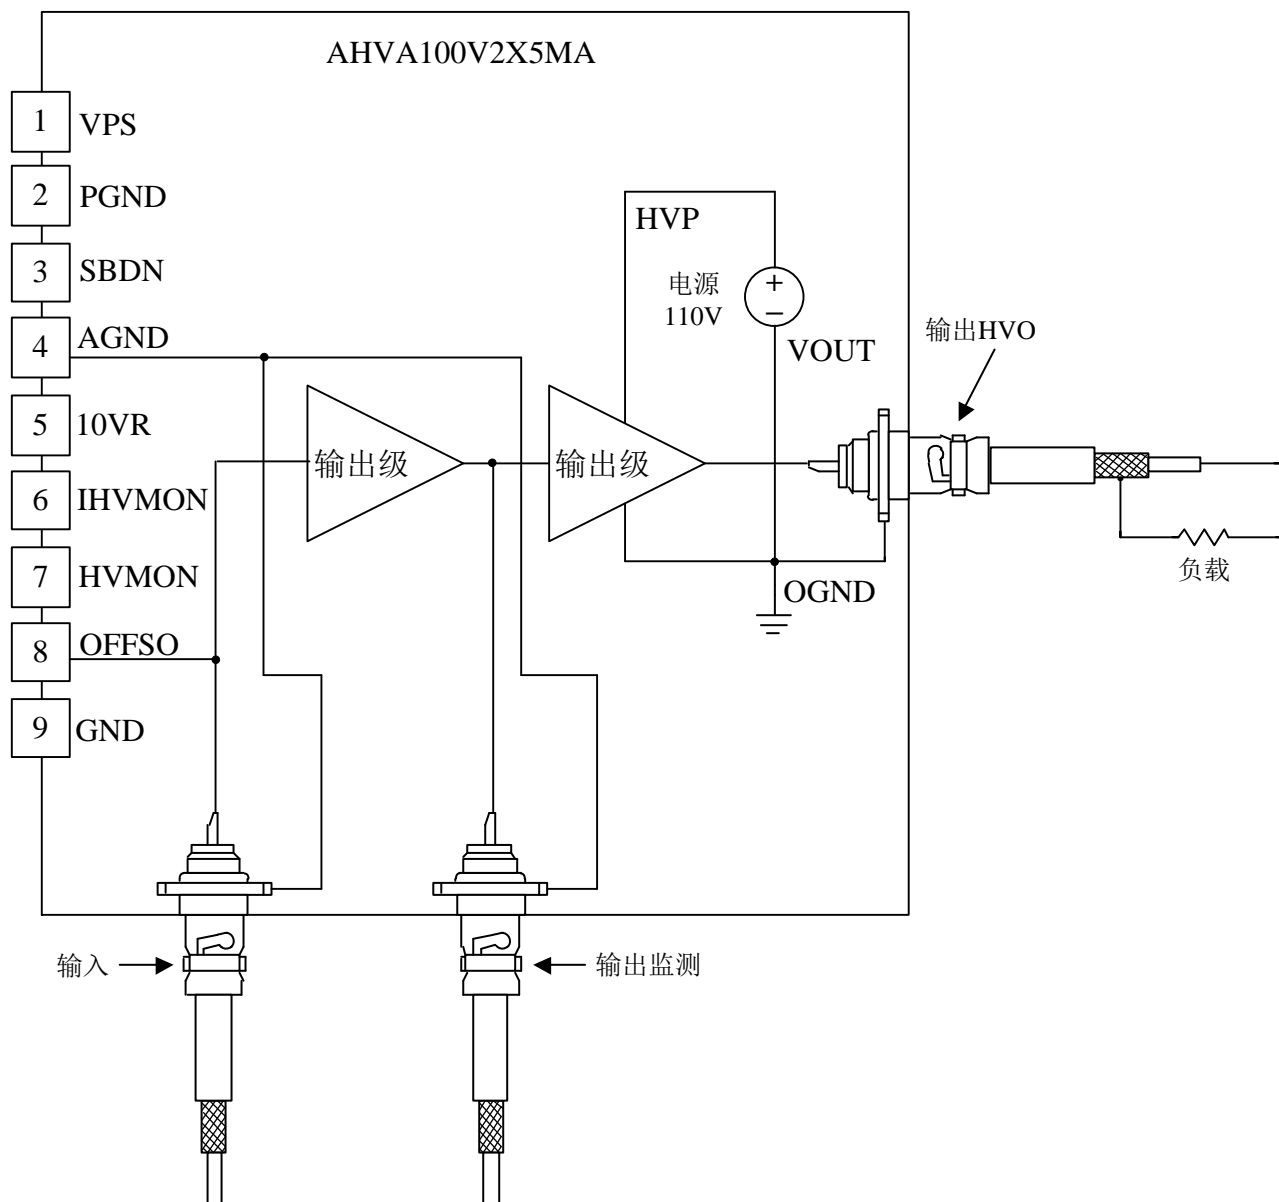 AHVA100V2X5MA
1 VPS
2 PGND
3 SBDN
4 AGND
5 10VR
6 IHVMON
7 HVMON
8 OFFSO
9 GND
HVP
电源
110V
VOUT
输出HVO
输出级
输出级
OGND
负载
输入
输出监测